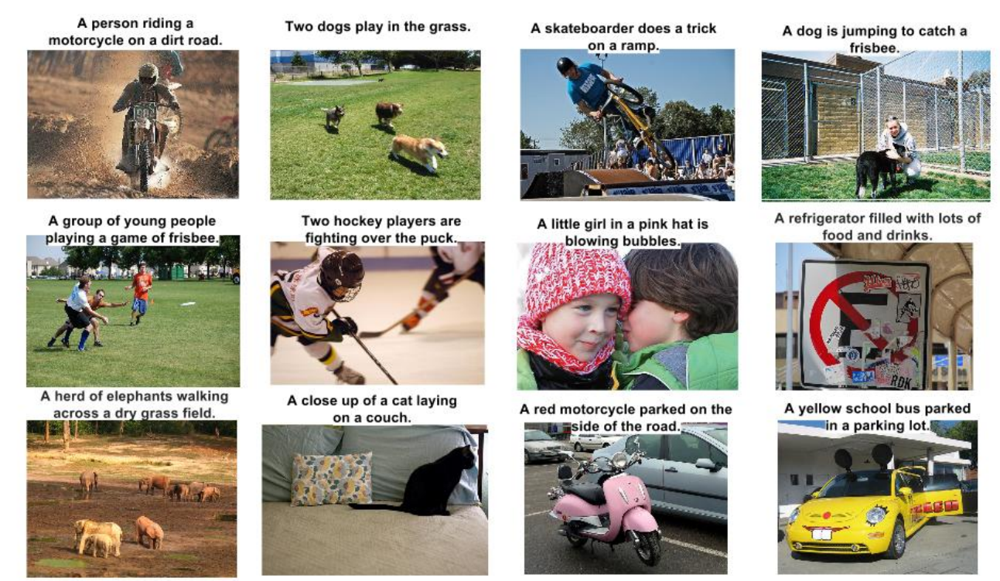 A person riding a
motorcycle on a dirt road.
Two dogs play in the grass.
A skateboarder does a trick
on a ramp.
A dog is jumping to catch a
frisbee.
A group of young people
playing a game of frisbee.
Two hockey players are
fighting over the puck.
A little girl in a pink hat is
blowing bubbles.
A refrigerator filled with lots of
food and drinks.
RDK
A herd of elephants walking
across a dry grass field.
A close up of a cat laying
on a couch.
A red motorcycle parked on the
side of the road.
A yellow school bus parked
in a parking lot.